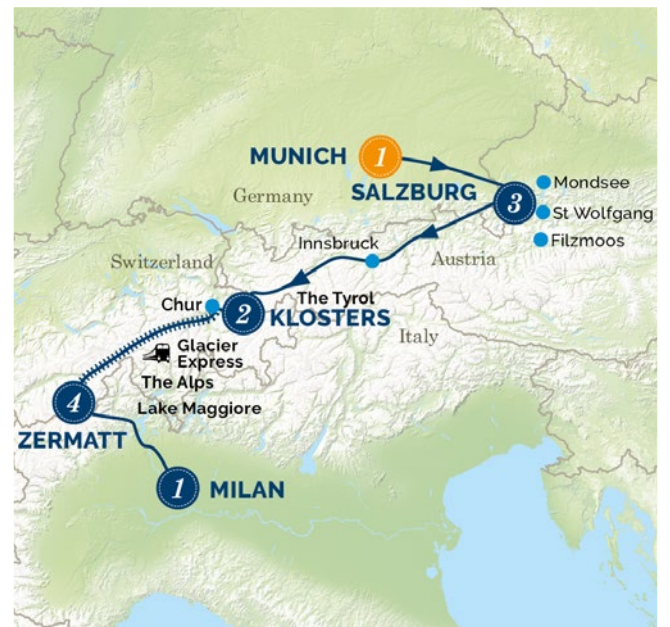 MUNICH
1
SALZBURG
3
Mondsee
St Wolfgang
Filzmoos
Germany
Innsbruck
Austria
Switzerland
Chur
2
The Tyrol
KLOSTERS
Italy
Glacier
Express
The Alps
Lake Maggiore
4
ZERMATT
1
MILAN